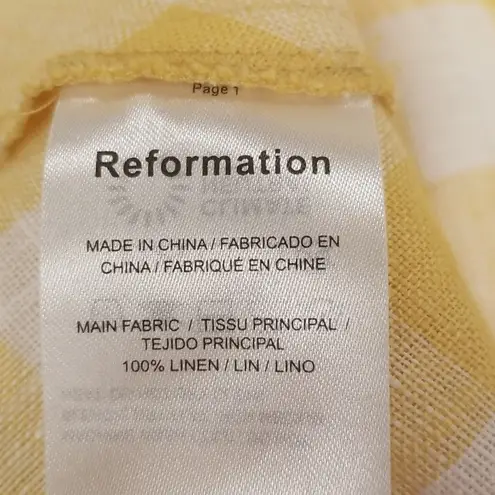 Page 1
Reformation
CLIMATE
MADE IN CHINA / FABRICADO EN
CHINA / FABRIQUÉ EN CHINE
MAIN FABRIC / TISSU PRINCIPAL /
TEJIDO PRINCIPAL
100% LINEN / LIN / LINO